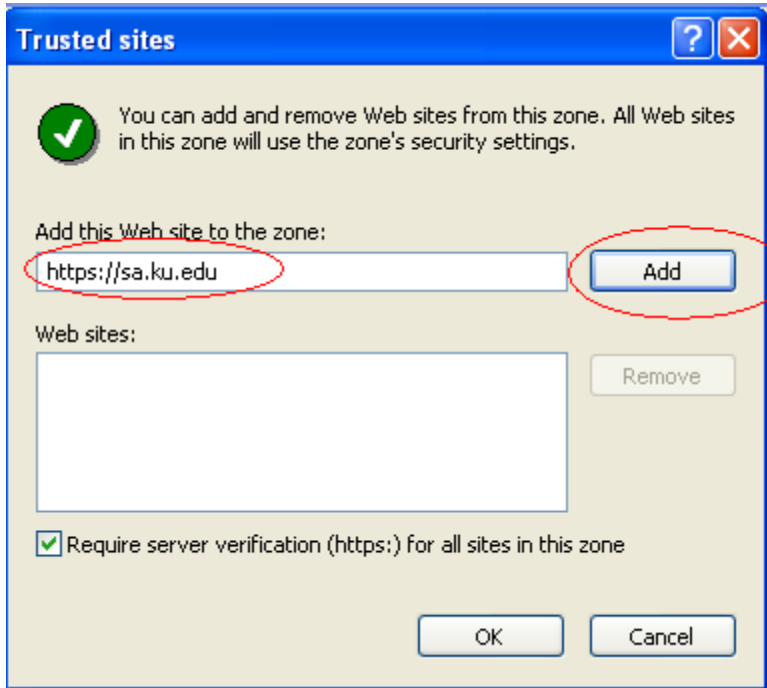 Trusted sites
You can add and remove Web sites from this zone. All Web sites
in this zone will use the zone's security settings.
Add this Web site to the zone:
https://sa.ku.edu
Add
Web sites:
Remove
Require server verification (https:) for all sites in this zone
OK
Cancel